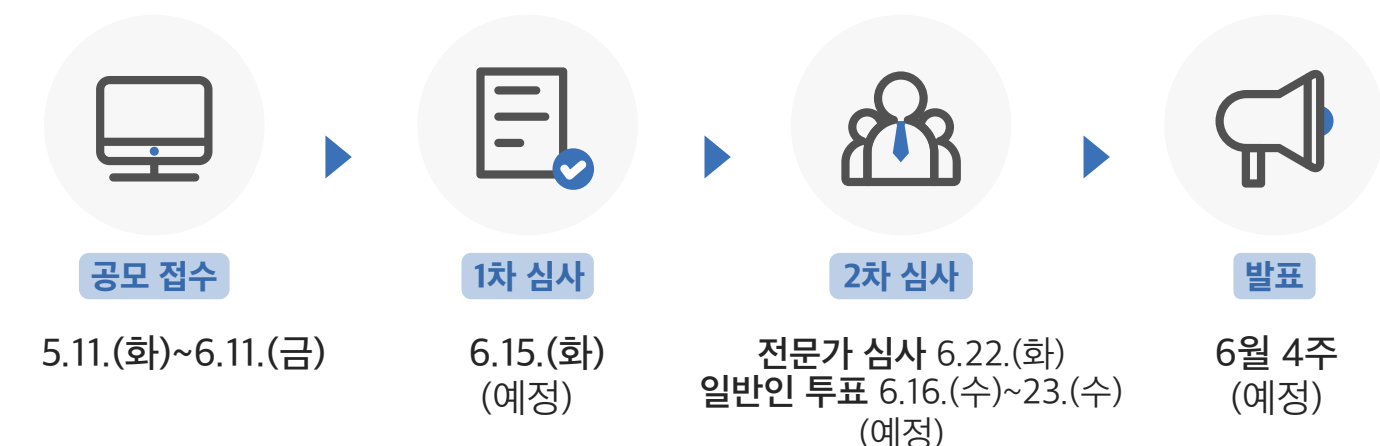 공모 접수
5.11.(화)~6.11.(금)
1차 심사
6.15.(화)
(예정)
2차 심사
전문가 심사 6.22.(화)
일반인 투표 6.16.(수)~23.(수)
(예정)
발표
6월 4주
(예정)